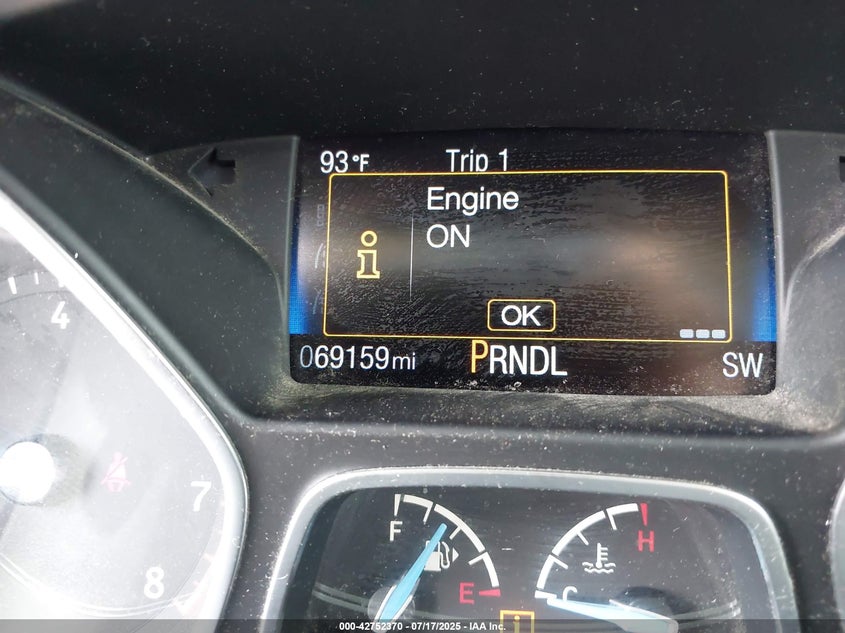 93°F Trip 1
Engine
ON
i
OK
069159mi PRNDL SW
4
7
8
F
E
H
C
i
000-42752370 - 07/17/2025 - IAA Inc.